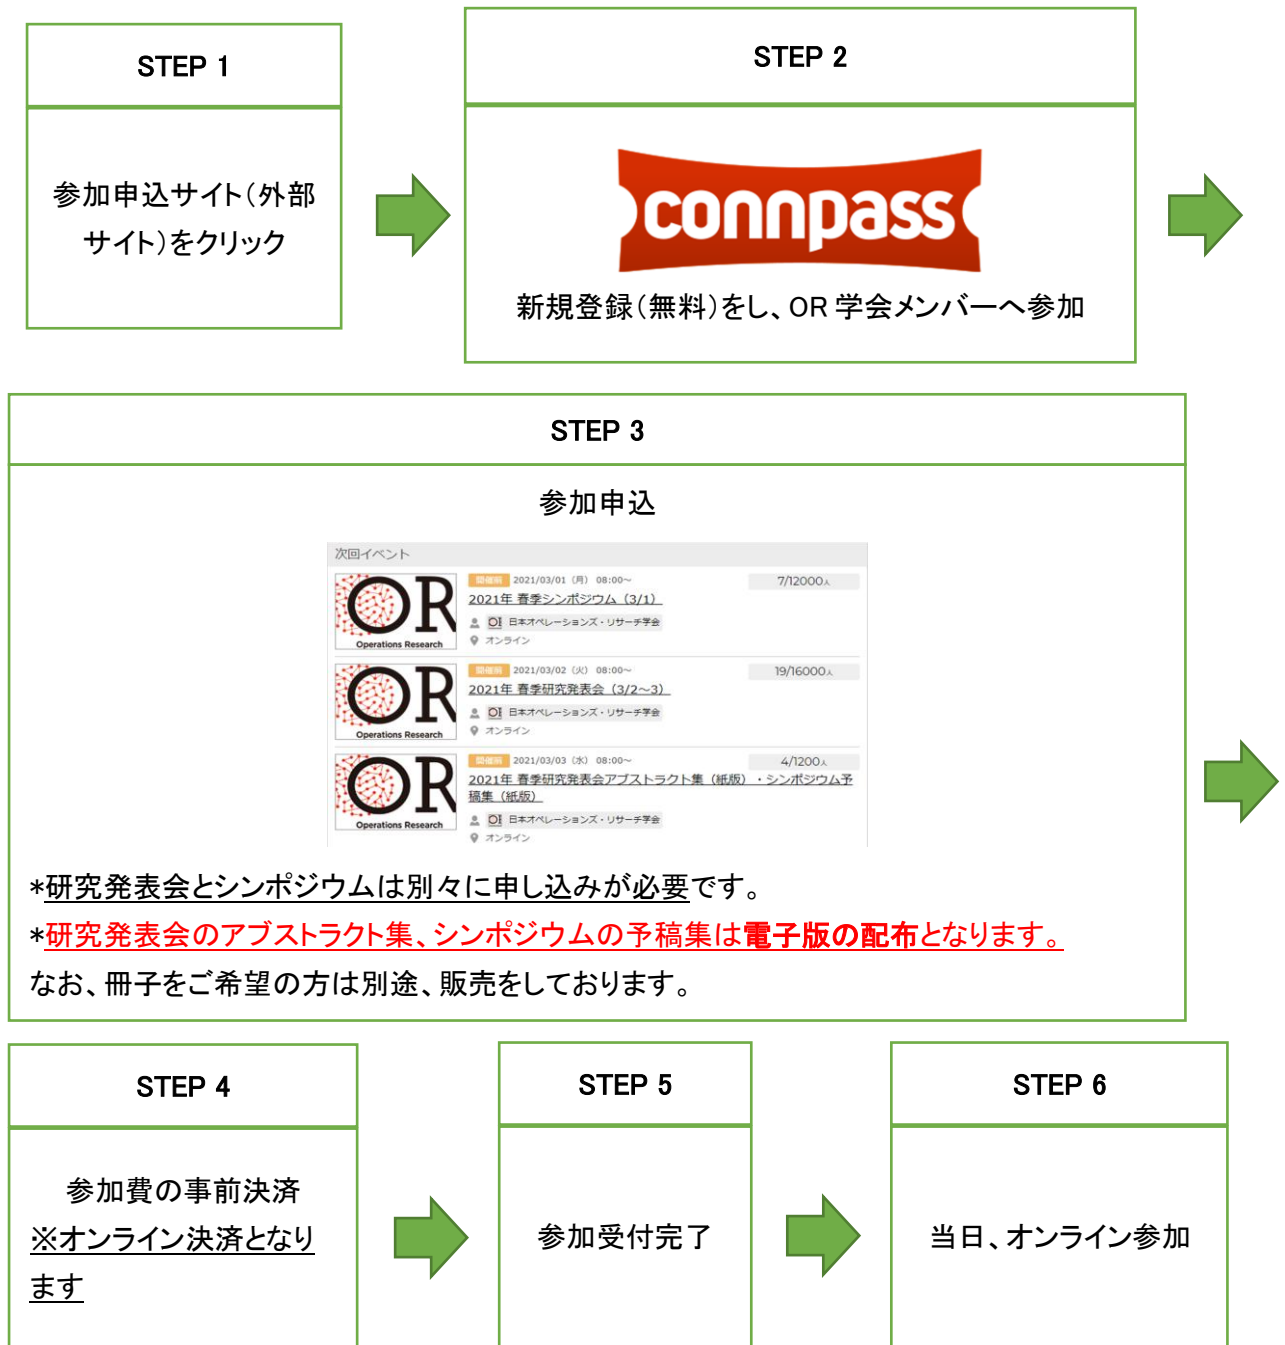 STEP 1
参加申込サイト（外部
サイト）をクリック
STEP 2
connpass
新規登録（無料）をし、OR 学会メンバーへ参加
STEP 3
参加申込
次回イベント
OR
Operations Research
開催前 2021/03/01（月） 08:00～
7/12000人
2021年 春季シンポジウム（3/1）
日本オペレーションズ・リサーチ学会
オンライン
OR
Operations Research
開催前 2021/03/02（火） 08:00～
19/16000人
2021年 春季研究発表会（3/2～3）
日本オペレーションズ・リサーチ学会
オンライン
OR
Operations Research
開催前 2021/03/03（水） 08:00～
4/1200人
2021年 春季研究発表会アブストラクト集（紙版）・シンポジウム予
稿集（紙版）
日本オペレーションズ・リサーチ学会
オンライン
*研究発表会とシンポジウムは別々に申し込みが必要です。
*研究発表会のアブストラクト集、シンポジウムの予稿集は電子版の配布となります。
なお、冊子をご希望の方は別途、販売をしております。
STEP 4
参加費の事前決済
※オンライン決済となり
ます
STEP 5
参加受付完了
STEP 6
当日、オンライン参加